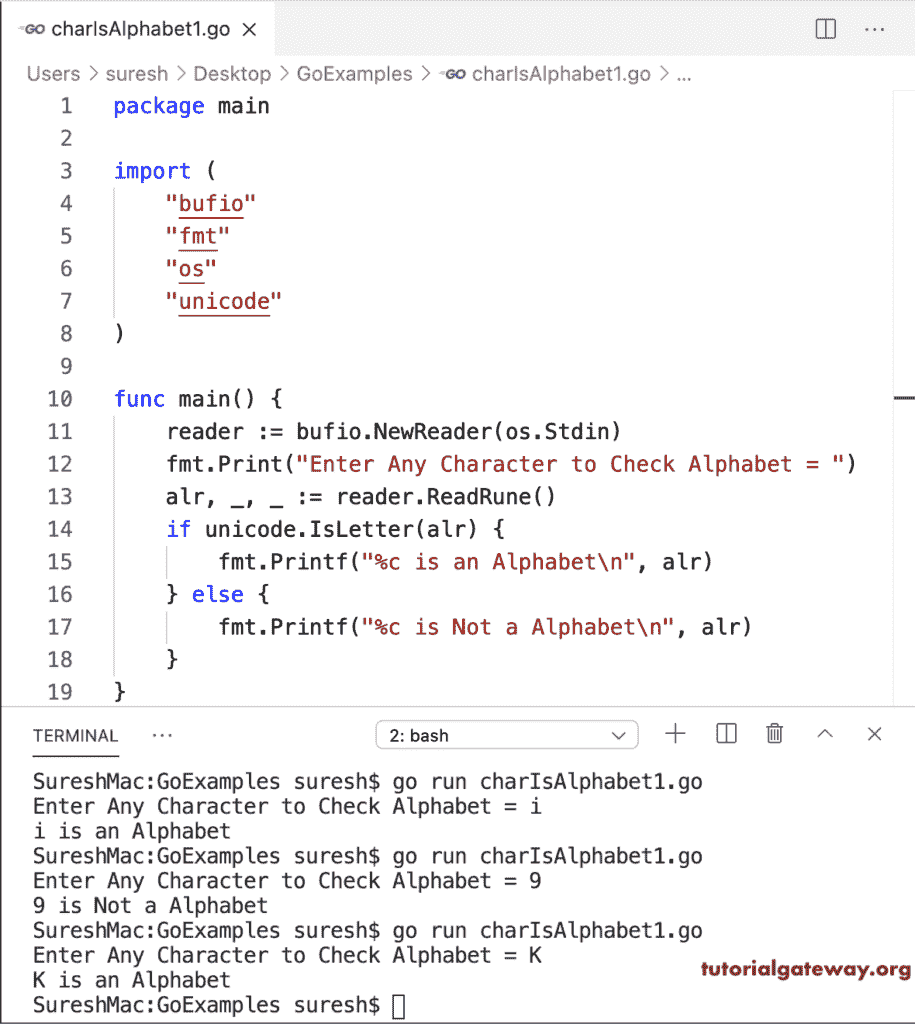 GO charIsAlphabet1.go ×
Users > suresh > Desktop > GoExamples > GO charIsAlphabet1.go > ...
1 package main
2
3 import (
4     "bufio"
5     "fmt"
6     "os"
7     "unicode"
8 )
9
10 func main() {
11     reader := bufio.NewReader(os.Stdin)
12     fmt.Print("Enter Any Character to Check Alphabet = ")
13     alr, _, _ := reader.ReadRune()
14     if unicode.IsLetter(alr) {
15         fmt.Printf("%c is an Alphabet\n", alr)
16     } else {
17         fmt.Printf("%c is Not a Alphabet\n", alr)
18     }
19 }
TERMINAL ... 2: bash
SureshMac:GoExamples suresh$ go run charIsAlphabet1.go
Enter Any Character to Check Alphabet = i
i is an Alphabet
SureshMac:GoExamples suresh$ go run charIsAlphabet1.go
Enter Any Character to Check Alphabet = 9
9 is Not a Alphabet
SureshMac:GoExamples suresh$ go run charIsAlphabet1.go
Enter Any Character to Check Alphabet = K
K is an Alphabet
SureshMac:GoExamples suresh$
tutorialgateway.org